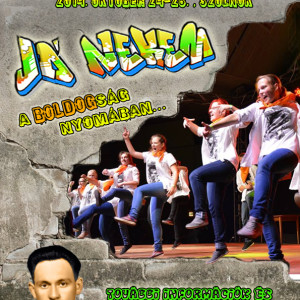 2014. OKTÓBER 24-25., SZOLNOK
JÓ NEKEM
A BOLDOGSÁG
NYOMÁBAN...
TOVÁBBI INFORMÁCIÓK ÉS